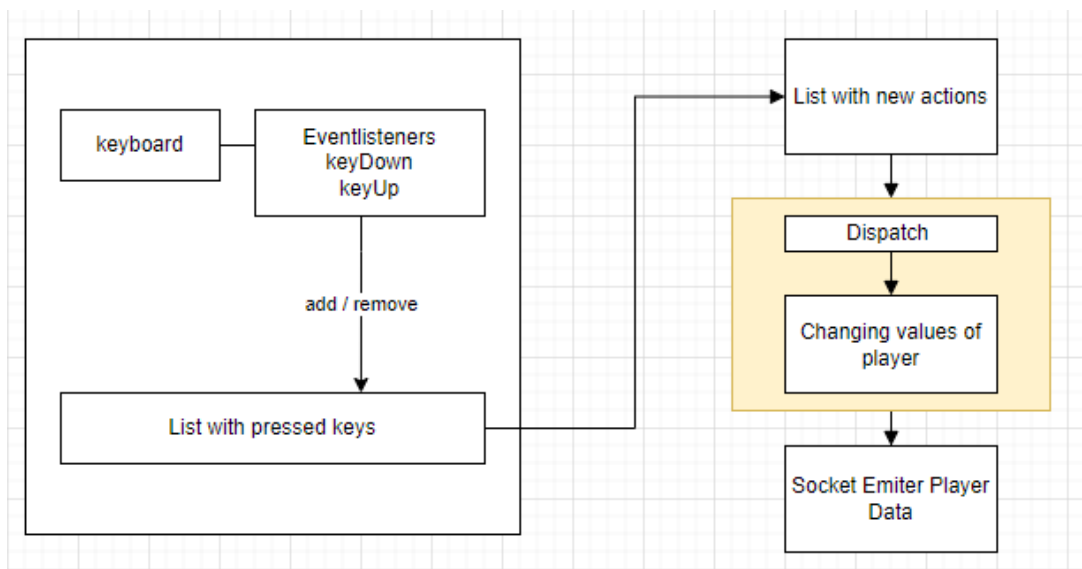 keyboard
Eventlisteners
keyDown
keyUp
add / remove
List with pressed keys
List with new actions
Dispatch
Changing values of
player
Socket Emiter Player
Data